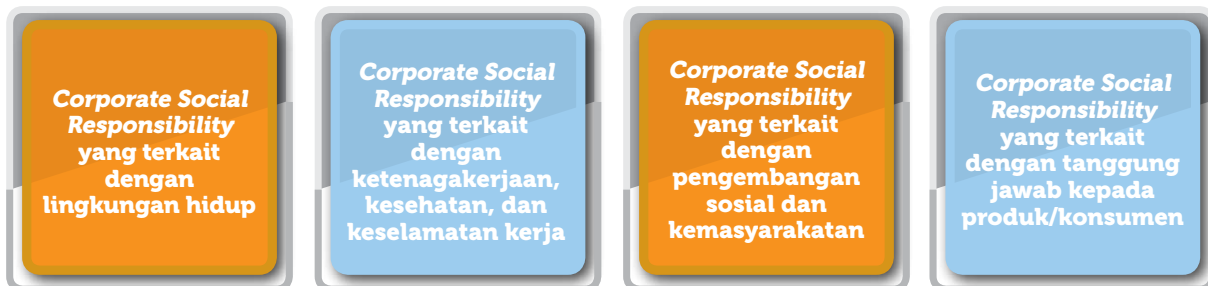 Corporate Social
Responsibility
yang terkait
dengan
lingkungan hidup
Corporate Social
Responsibility
yang terkait
dengan
ketenagakerjaan,
kesehatan, dan
keselamatan kerja
Corporate Social
Responsibility
yang terkait
dengan
pengembangan
sosial dan
kemasyarakatan
Corporate Social
Responsibility
yang terkait
dengan tanggung
jawab kepada
produk/konsumen